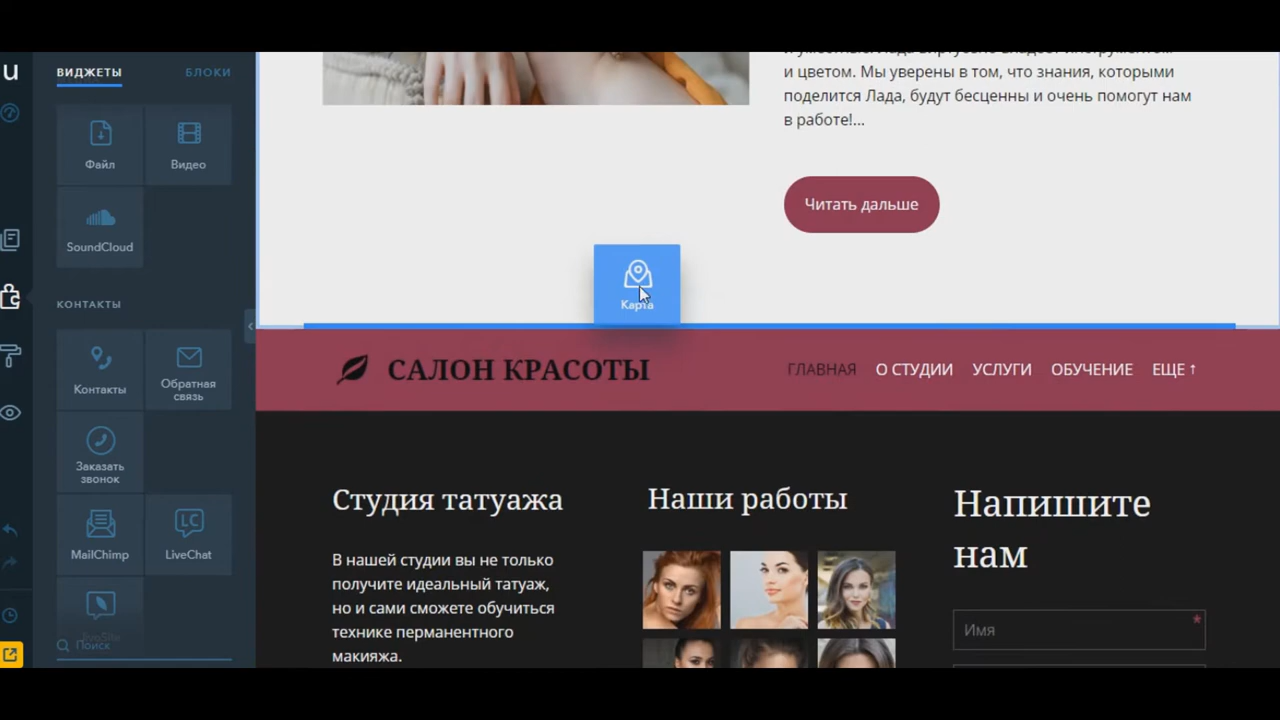 u
ВИДЖЕТЫ
БЛОКИ
Файл
Видео
SoundCloud
КОНТАКТЫ
Контакты
Обратная
связь
Заказать
звонок
MailChimp
LiveChat
LC
JivoSite
Поиск
и цветом. Мы уверены в том, что знания, которыми
поделится Лада, будут бесценны и очень помогут нам
в работе!...
Читать дальше
Карта
САЛОН КРАСОТЫ
ГЛАВНАЯ О СТУДИИ УСЛУГИ ОБУЧЕНИЕ ЕЩЕ ↑
Студия татуажа
В нашей студии вы не только
получите идеальный татуаж,
но и сами сможете обучиться
технике перманентного
макияжа.
Наши работы
Напишите
нам
Имя
*